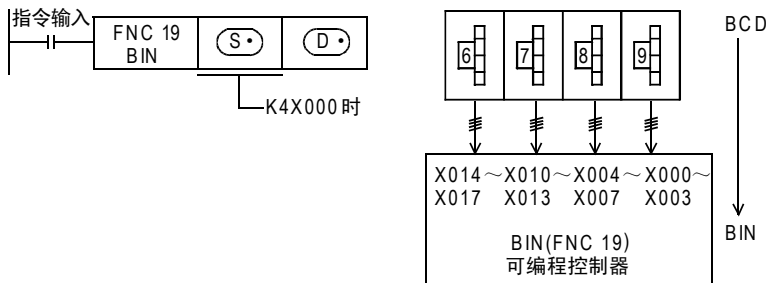 指令输入
FNC 19
BIN
S·
D·
K4X000时
6 7 8 9
BCD
X014～X010～X004～X000～
X017 X013 X007 X003
BIN(FNC 19)
可编程控制器
BIN